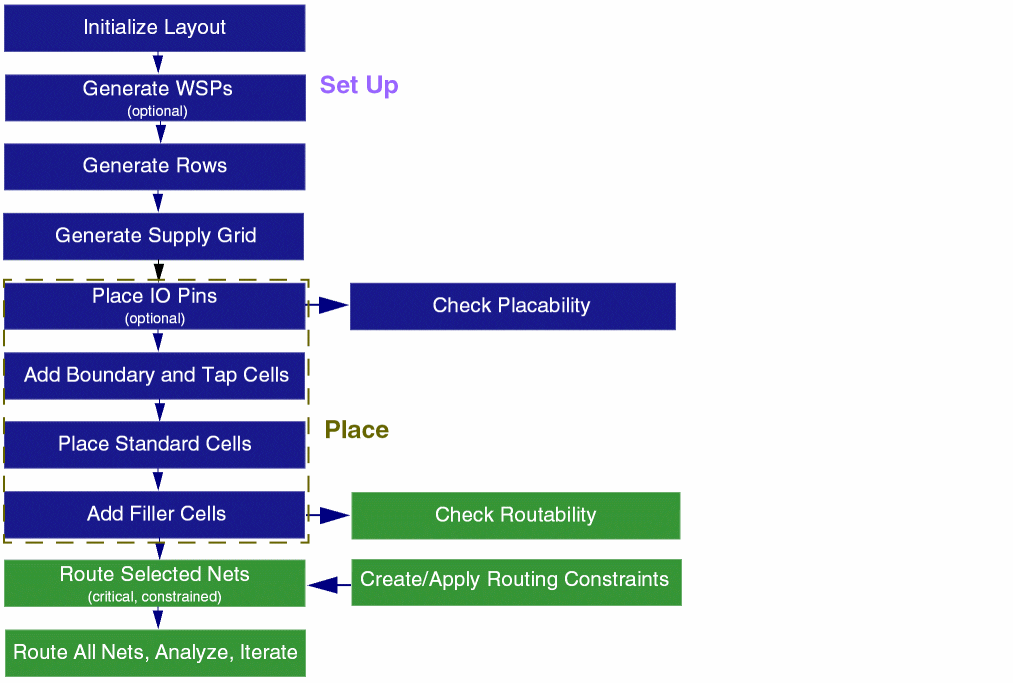 Initialize Layout
Generate WSPs
(optional)
Set Up
Generate Rows
Generate Supply Grid
Place IO Pins
(optional)
Check Placability
Add Boundary and Tap Cells
Place Standard Cells
Place
Add Filler Cells
Check Routability
Route Selected Nets
(critical, constrained)
Create/Apply Routing Constraints
Route All Nets, Analyze, Iterate